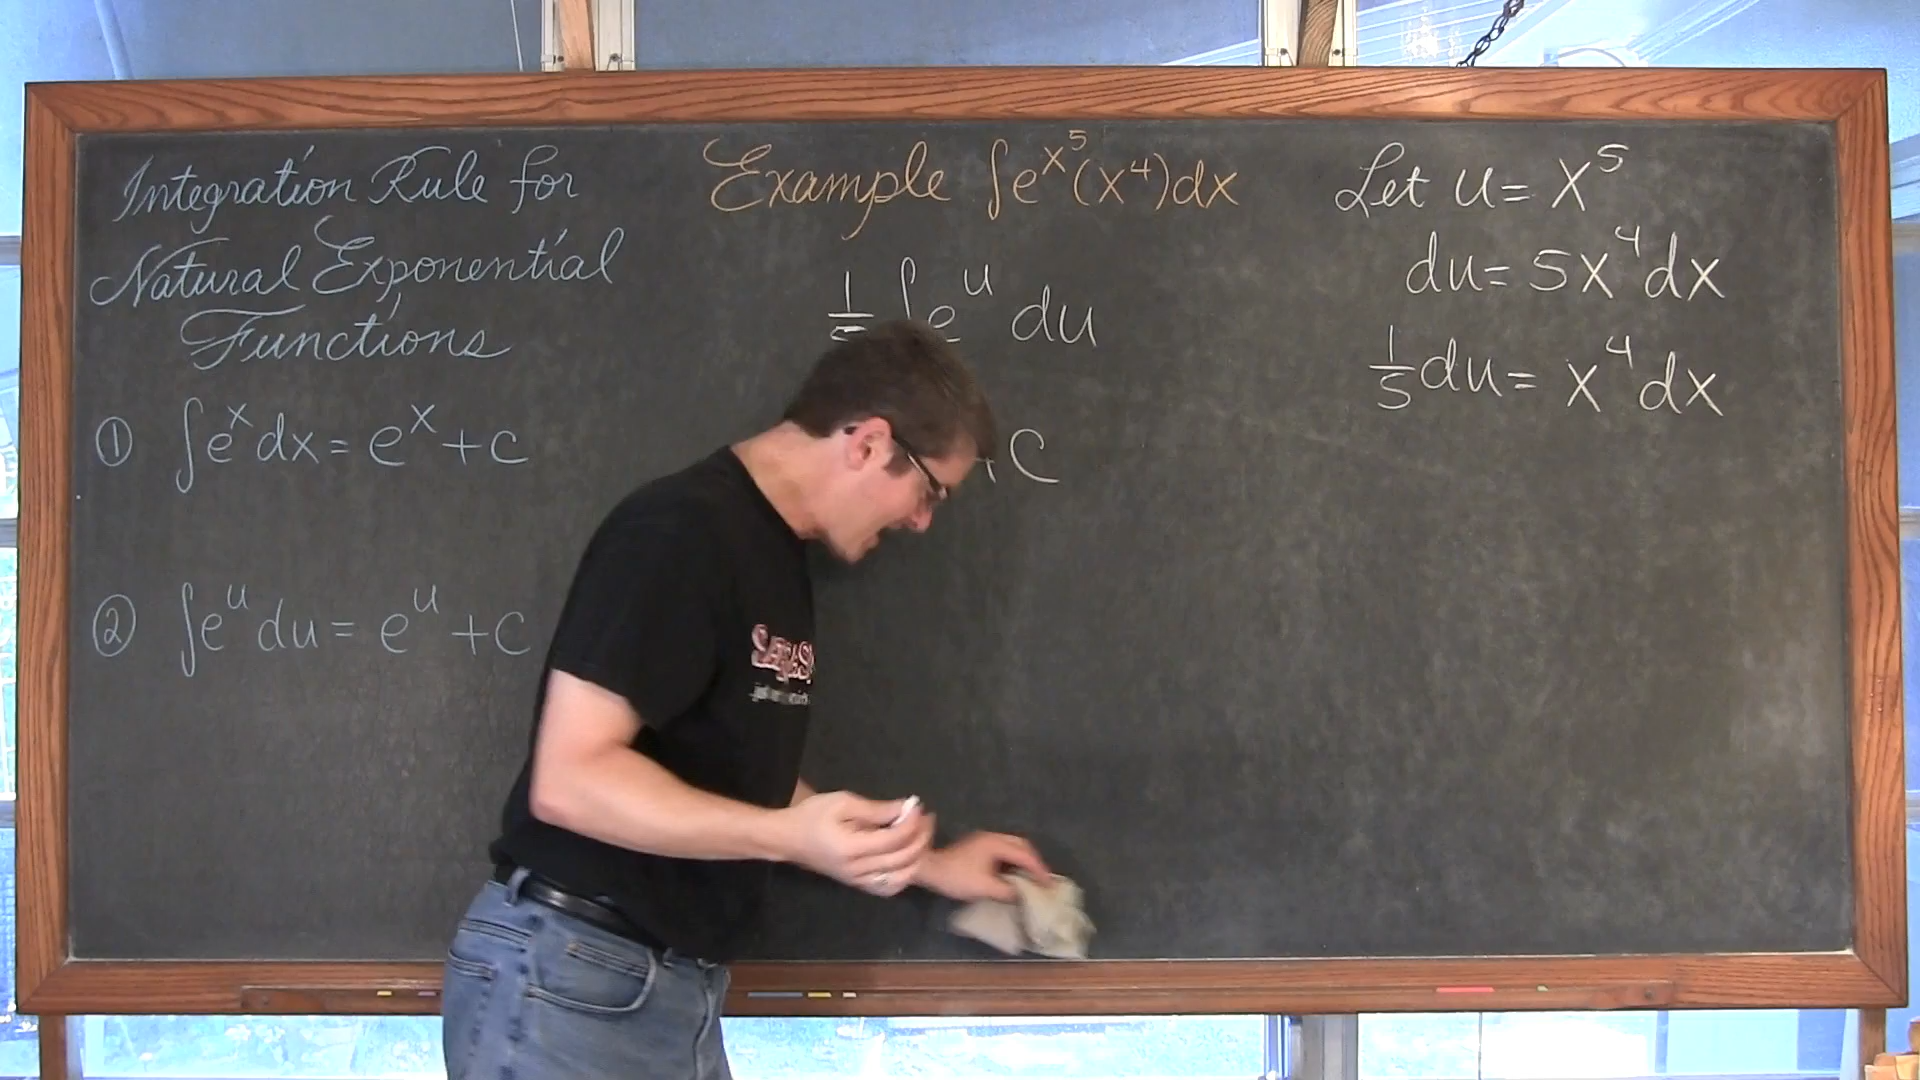 Integration Rule for
Natural Exponential
Functions
① ∫eˣdx = eˣ + c
② ∫eᵘdu = eᵘ + c
Example ∫e^x⁵(x⁴)dx
1/5 ∫eᵘ du
+ C
Let u = x⁵
du = 5x⁴dx
1/5 du = x⁴dx